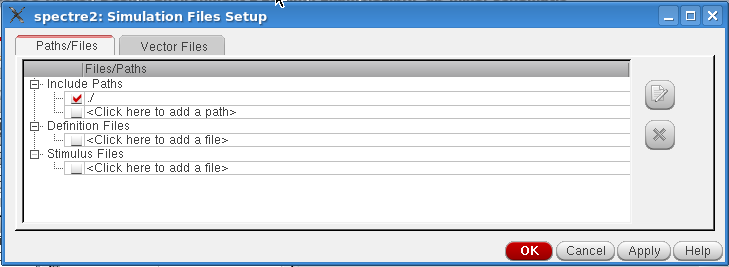 spectre2: Simulation Files Setup
Paths/Files
Vector Files
Files/Paths
Include Paths
./
<Click here to add a path>
Definition Files
<Click here to add a file>
Stimulus Files
<Click here to add a file>
OK
Cancel
Apply
Help